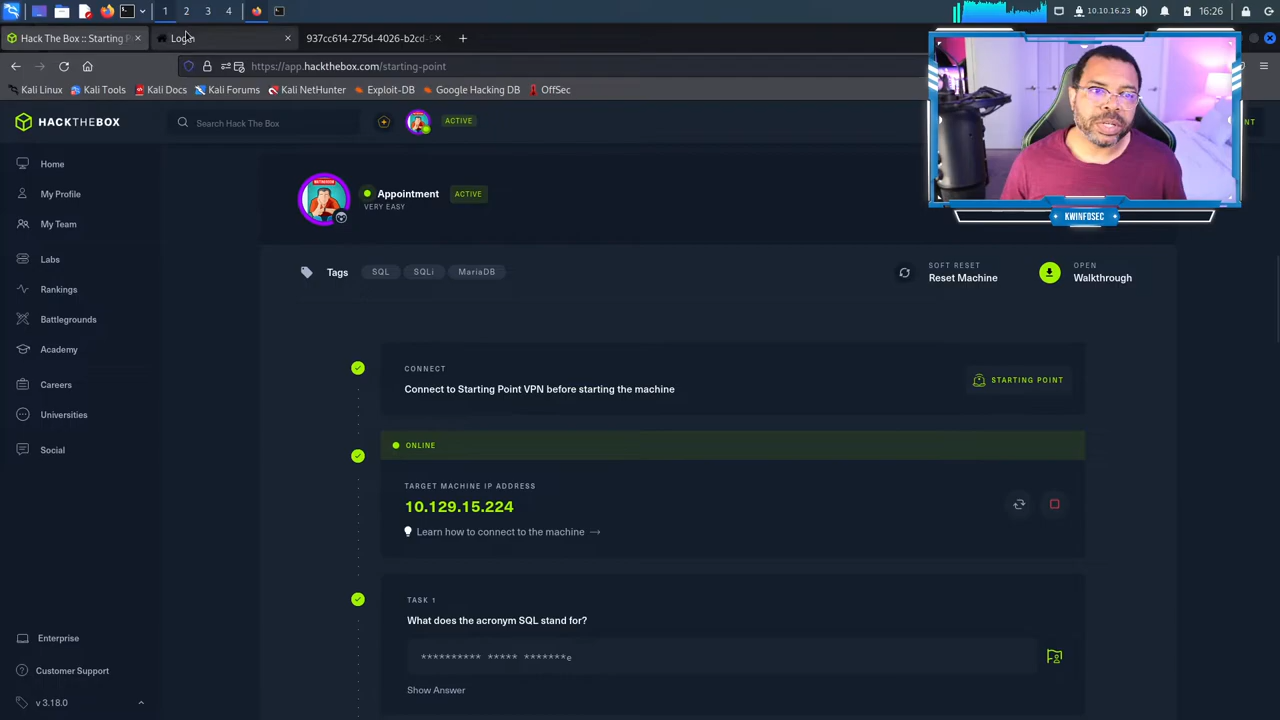 1 2 3 4
10.10.16.23
16:26
Hack The Box :: Starting P
Login
937cc614-275d-4026-b2cd-
https://app.hackthebox.com/starting-point
Kali Linux
Kali Tools
Kali Docs
Kali NetHunter
Exploit-DB
Google Hacking DB
OffSec
HACKTHEBOX
Search Hack The Box
ACTIVE
NT
KWINFOSEC
Home
My Profile
My Team
Labs
Rankings
Battlegrounds
Academy
Careers
Universities
Social
Enterprise
Customer Support
v 3.18.0
Appointment ACTIVE
VERY EASY
Tags SQL SQLi MariaDB
SOFT RESET
Reset Machine
OPEN
Walkthrough
CONNECT
Connect to Starting Point VPN before starting the machine
STARTING POINT
ONLINE
TARGET MACHINE IP ADDRESS
10.129.15.224
Learn how to connect to the machine
TASK 1
What does the acronym SQL stand for?
********** ***** *******e
Show Answer